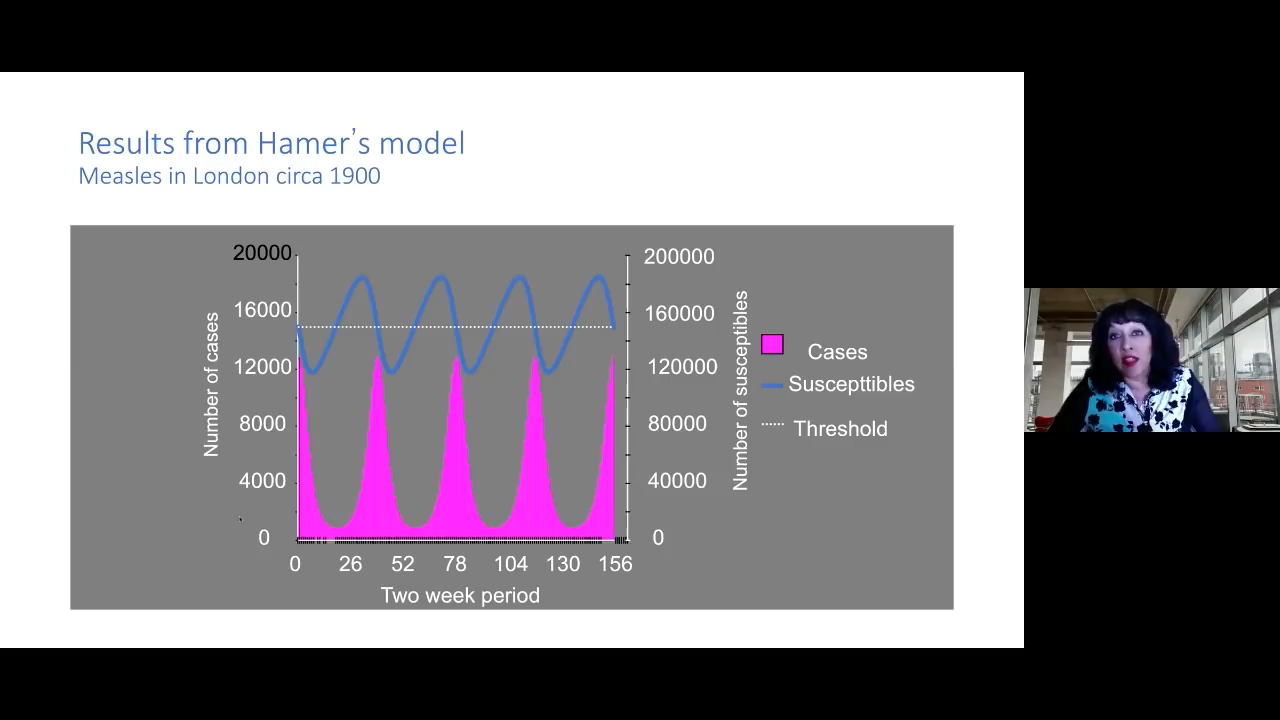 Results from Hamer's model
Measles in London circa 1900
20000
16000
12000
8000
4000
0
Number of cases
200000
160000
120000
80000
40000
0
Number of susceptibles
0 26 52 78 104 130 156
Two week period
Cases
Suscepttibles
Threshold